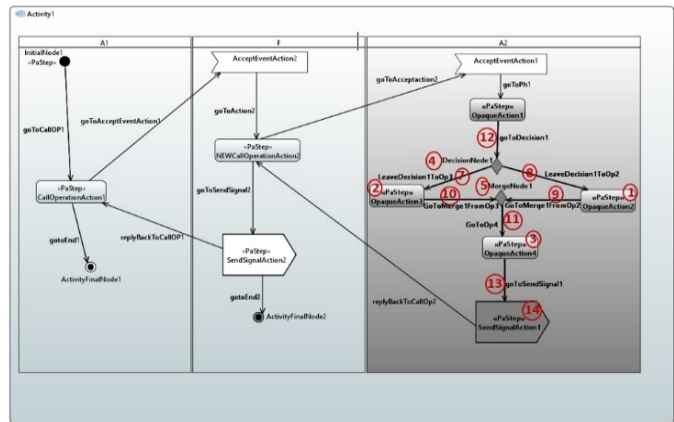 Activity1
A1
F
A2
InitialNode1
«PaStep»
AcceptEventAction2
AcceptEventAction1
goToAcceptaction2
goToPh1
goToAction2
«PaStep»
OpaqueAction1
goToAcceptEventAction1
goToCallOP1
12 goToDecision1
«PaStep»
NEWCallOperationAction2
4 DecisionNode1
LeaveDecision1ToOp3 7
8 LeaveDecision1ToOp2
«PaStep»
CallOperationAction1
goToSendSignal2
2 «PaStep»
OpaqueAction3
5 MergeNode1
10
9
GoToMerge1FromOp3
GoToMerge1FromOp2
«PaStep» 1
OpaqueAction2
11
GoToOp4
gotoEnd1
replyBackToCallOP1
«PaStep»
SendSignalAction2
«PaStep» 3
OpaqueAction4
ActivityFinalNode1
13 goToSendSignal1
gotoEnd2
replyBackToCallOp2
ActivityFinalNode2
«PaStep» 14
SendSignalAction1